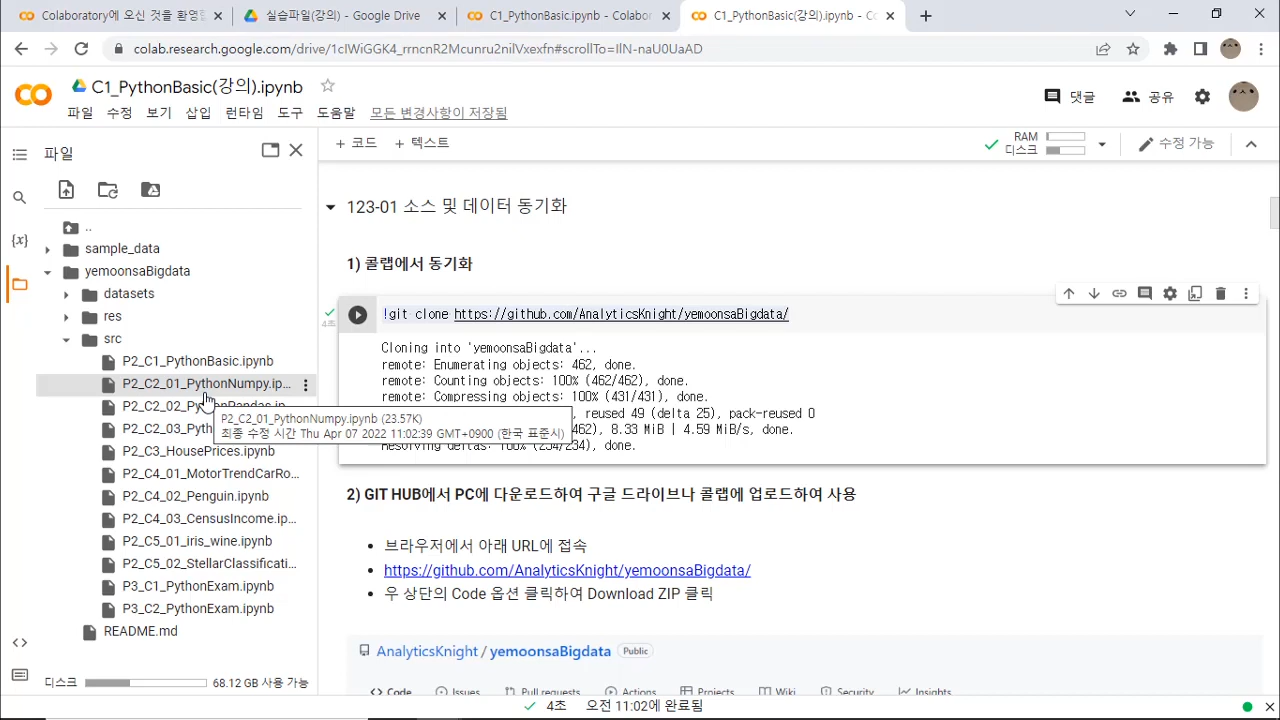 Colaboratory에 오신 것을 환영합
실습파일(강의) - Google Drive
C1_PythonBasic.ipynb - Colabor
C1_PythonBasic(강의).ipynb - Co
colab.research.google.com/drive/1cIWiGGK4_rrncnR2Mcunru2nilVxexfn#scrollTo=IlN-naU0UaAD
C1_PythonBasic(강의).ipynb
파일 수정 보기 삽입 런타임 도구 도움말 모든 변경사항이 저장됨
댓글 공유
파일
+ 코드 + 텍스트
RAM
디스크
수정 가능
..
sample_data
yemoonsaBigdata
datasets
res
src
P2_C1_PythonBasic.ipynb
P2_C2_01_PythonNumpy.ip...
P2_C2_02_PythonPandas.ip...
P2_C2_03_Pyth
P2_C3_HousePrices.ipynb
P2_C4_01_MotorTrendCarRo...
P2_C4_02_Penguin.ipynb
P2_C4_03_CensusIncome.ip...
P2_C5_01_iris_wine.ipynb
P2_C5_02_StellarClassificati...
P3_C1_PythonExam.ipynb
P3_C2_PythonExam.ipynb
README.md
디스크 68.12 GB 사용 가능
P2_C2_01_PythonNumpy.ipynb (23.57K)
최종 수정 시간 Thu Apr 07 2022 11:02:39 GMT+0900 (한국 표준시)
123-01 소스 및 데이터 동기화
1) 콜랩에서 동기화
4초
!git clone https://github.com/AnalyticsKnight/yemoonsaBigdata/
Cloning into 'yemoonsaBigdata'...
remote: Enumerating objects: 462, done.
remote: Counting objects: 100% (462/462), done.
remote: Compressing objects: 100% (431/431), done.
, reused 49 (delta 25), pack-reused 0
462), 8.33 MiB | 4.59 MiB/s, done.
Resolving deltas: 100% (234/234), done.
2) GIT HUB에서 PC에 다운로드하여 구글 드라이브나 콜랩에 업로드하여 사용
• 브라우저에서 아래 URL에 접속
• https://github.com/AnalyticsKnight/yemoonsaBigdata/
• 우 상단의 Code 옵션 클릭하여 Download ZIP 클릭
AnalyticsKnight / yemoonsaBigdata Public
Code Issues Pull requests Actions Projects Wiki Security Insights
4초 오전 11:02에 완료됨